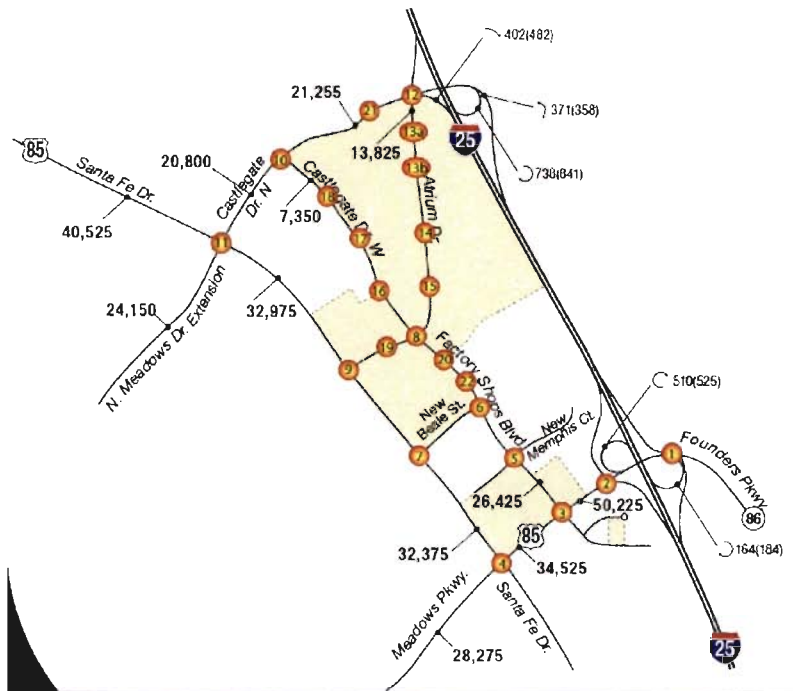 402(482)
21,255
12
21
371(358)
85
13a
25
Santa Fe Dr.
20,800
Castlegate
Dr. N
10
13,825
13b
738(841)
Castlegate Dr. W
18
Atrium Dr.
7,350
40,525
11
17
14
24,150
N. Meadows Dr. Extension
32,975
16
15
8
19
Factory Shops Blvd.
9
20
22
510(525)
New
Beale St.
6
New
Memphis Ct.
7
5
1
Founders Pkwy.
26,425
2
50,225
86
3
85
164(184)
32,375
4
34,525
Meadows Pkwy.
Santa Fe Dr.
28,275
25